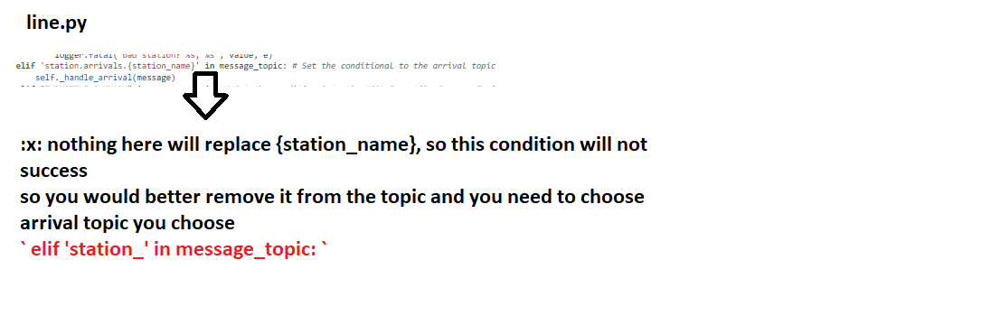 line.py
logger.fatal("bad station? %s, %s", value, e)
elif 'station.arrivals.{station_name}' in message_topic: # Set the conditional to the arrival topic
self._handle_arrival(message)
:x: nothing here will replace {station_name}, so this condition will not
success
so you would better remove it from the topic and you need to choose
arrival topic you choose
` elif 'station_' in message_topic: `